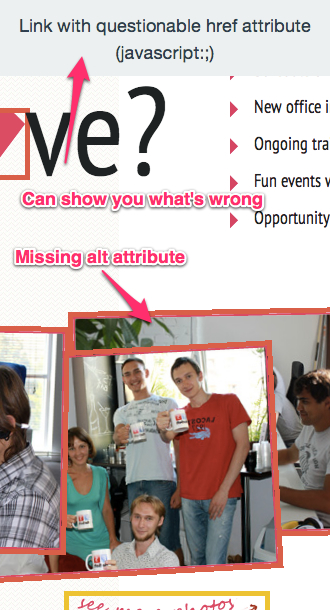 Link with questionable href attribute
(javascript:;)
ve?
New office i
Ongoing tra
Can show you what's wrong
Fun events w
Opportunity
Missing alt attribute
see more photos